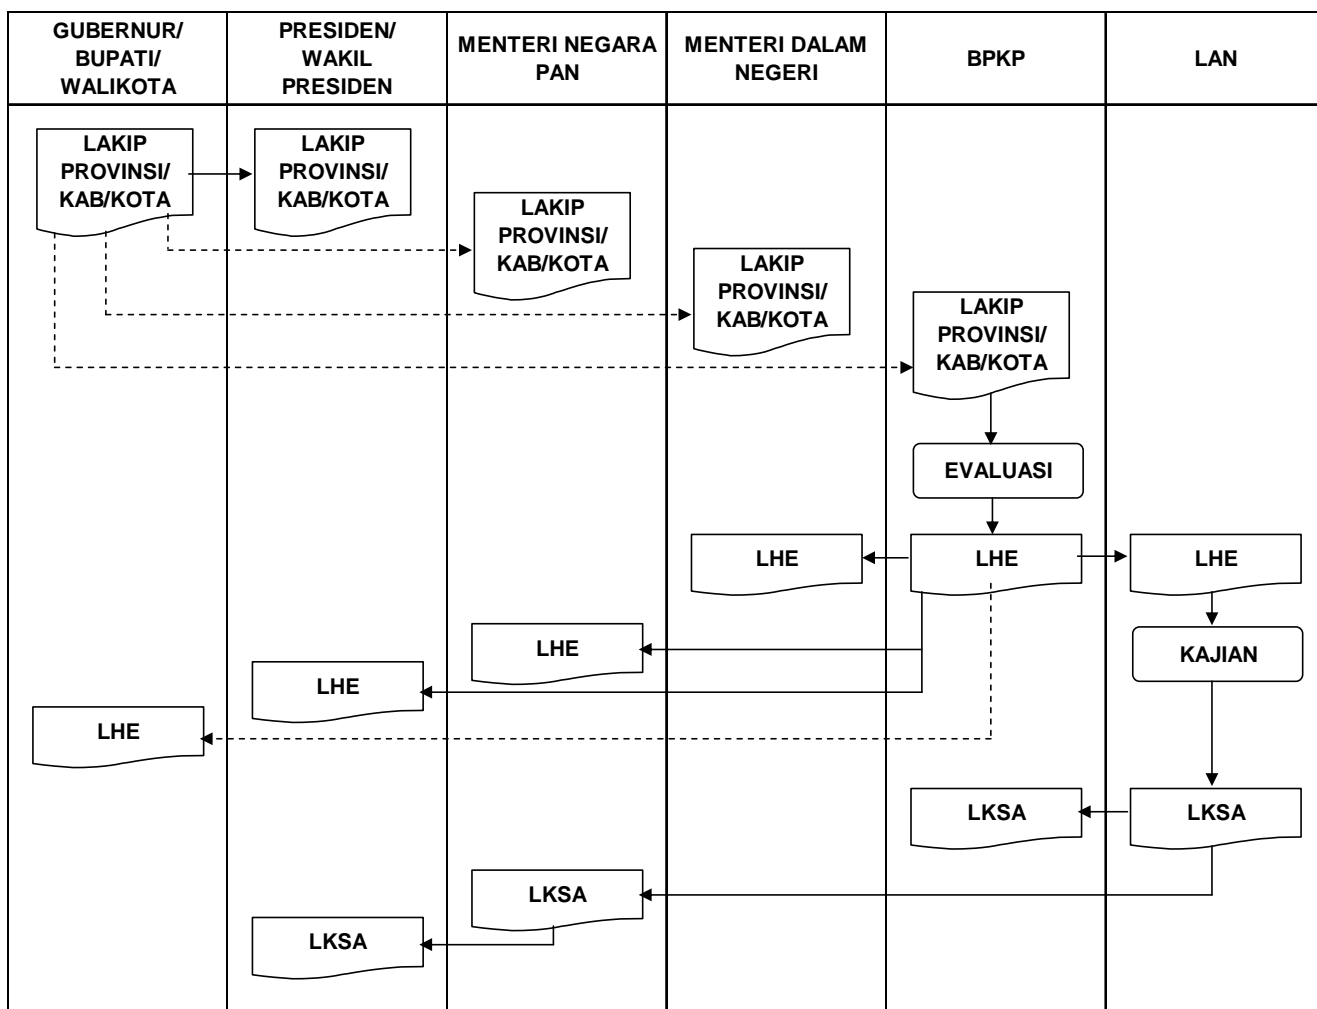 GUBERNUR/
BUPATI/
WALIKOTA
PRESIDEN/
WAKIL
PRESIDEN
MENTERI NEGARA
PAN
MENTERI DALAM
NEGERI
BPKP
LAN
LAKIP
PROVINSI/
KAB/KOTA
LAKIP
PROVINSI/
KAB/KOTA
LAKIP
PROVINSI/
KAB/KOTA
LAKIP
PROVINSI/
KAB/KOTA
LAKIP
PROVINSI/
KAB/KOTA
EVALUASI
LHE
LHE
LHE
LHE
KAJIAN
LHE
LHE
LKSA
LKSA
LKSA
LKSA